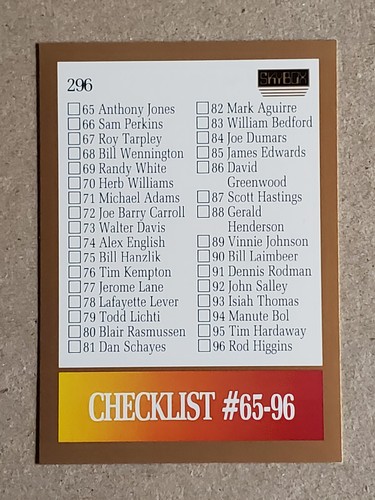 296
SKYBOX
65 Anthony Jones
66 Sam Perkins
67 Roy Tarpley
68 Bill Wennington
69 Randy White
70 Herb Williams
71 Michael Adams
72 Joe Barry Carroll
73 Walter Davis
74 Alex English
75 Bill Hanzlik
76 Tim Kempton
77 Jerome Lane
78 Lafayette Lever
79 Todd Lichti
80 Blair Rasmussen
81 Dan Schayes
82 Mark Aguirre
83 William Bedford
84 Joe Dumars
85 James Edwards
86 David
Greenwood
87 Scott Hastings
88 Gerald
Henderson
89 Vinnie Johnson
90 Bill Laimbeer
91 Dennis Rodman
92 John Salley
93 Isiah Thomas
94 Manute Bol
95 Tim Hardaway
96 Rod Higgins
CHECKLIST #65-96